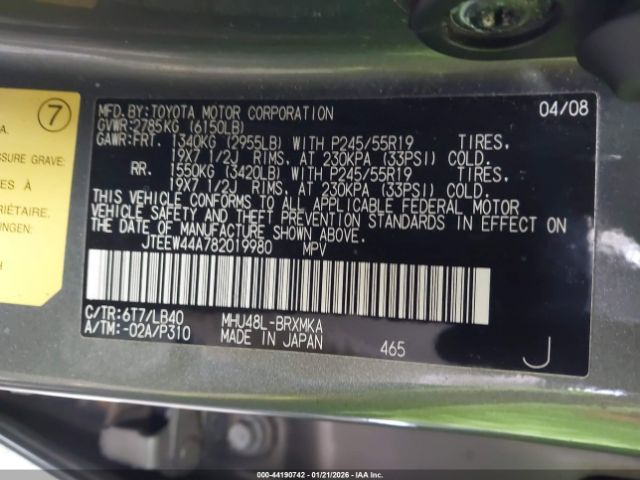 7
A.
SSURE GRAVE:
ÈES À
RIÉTAIRE.
UNGEN:
H
MFD.BY:TOYOTA MOTOR CORPORATION 04/08
GVWR:2785KG (6150LB)
GAWR:FRT. 1340KG (2955LB) WITH P245/55R19 TIRES,
19X7 1/2J RIMS, AT 230KPA (33PSI) COLD.
RR. 1550KG (3420LB) WITH P245/55R19 TIRES,
19X7 1/2J RIMS, AT 230KPA (33PSI) COLD.
THIS VEHICLE CONFORMS TO ALL APPLICABLE FEDERAL MOTOR
VEHICLE SAFETY AND THEFT PREVENTION STANDARDS IN EFFECT ON
THE DATE OF MANUFACTURE SHOWN ABOVE.
JTEEW44A782019980 MPV
C/TR:6T7/LB40 MHU48L-BRXMKA
A/TM:-02A/P310 MADE IN JAPAN 465 J
000-44190742 - 01/21/2026 - IAA Inc.